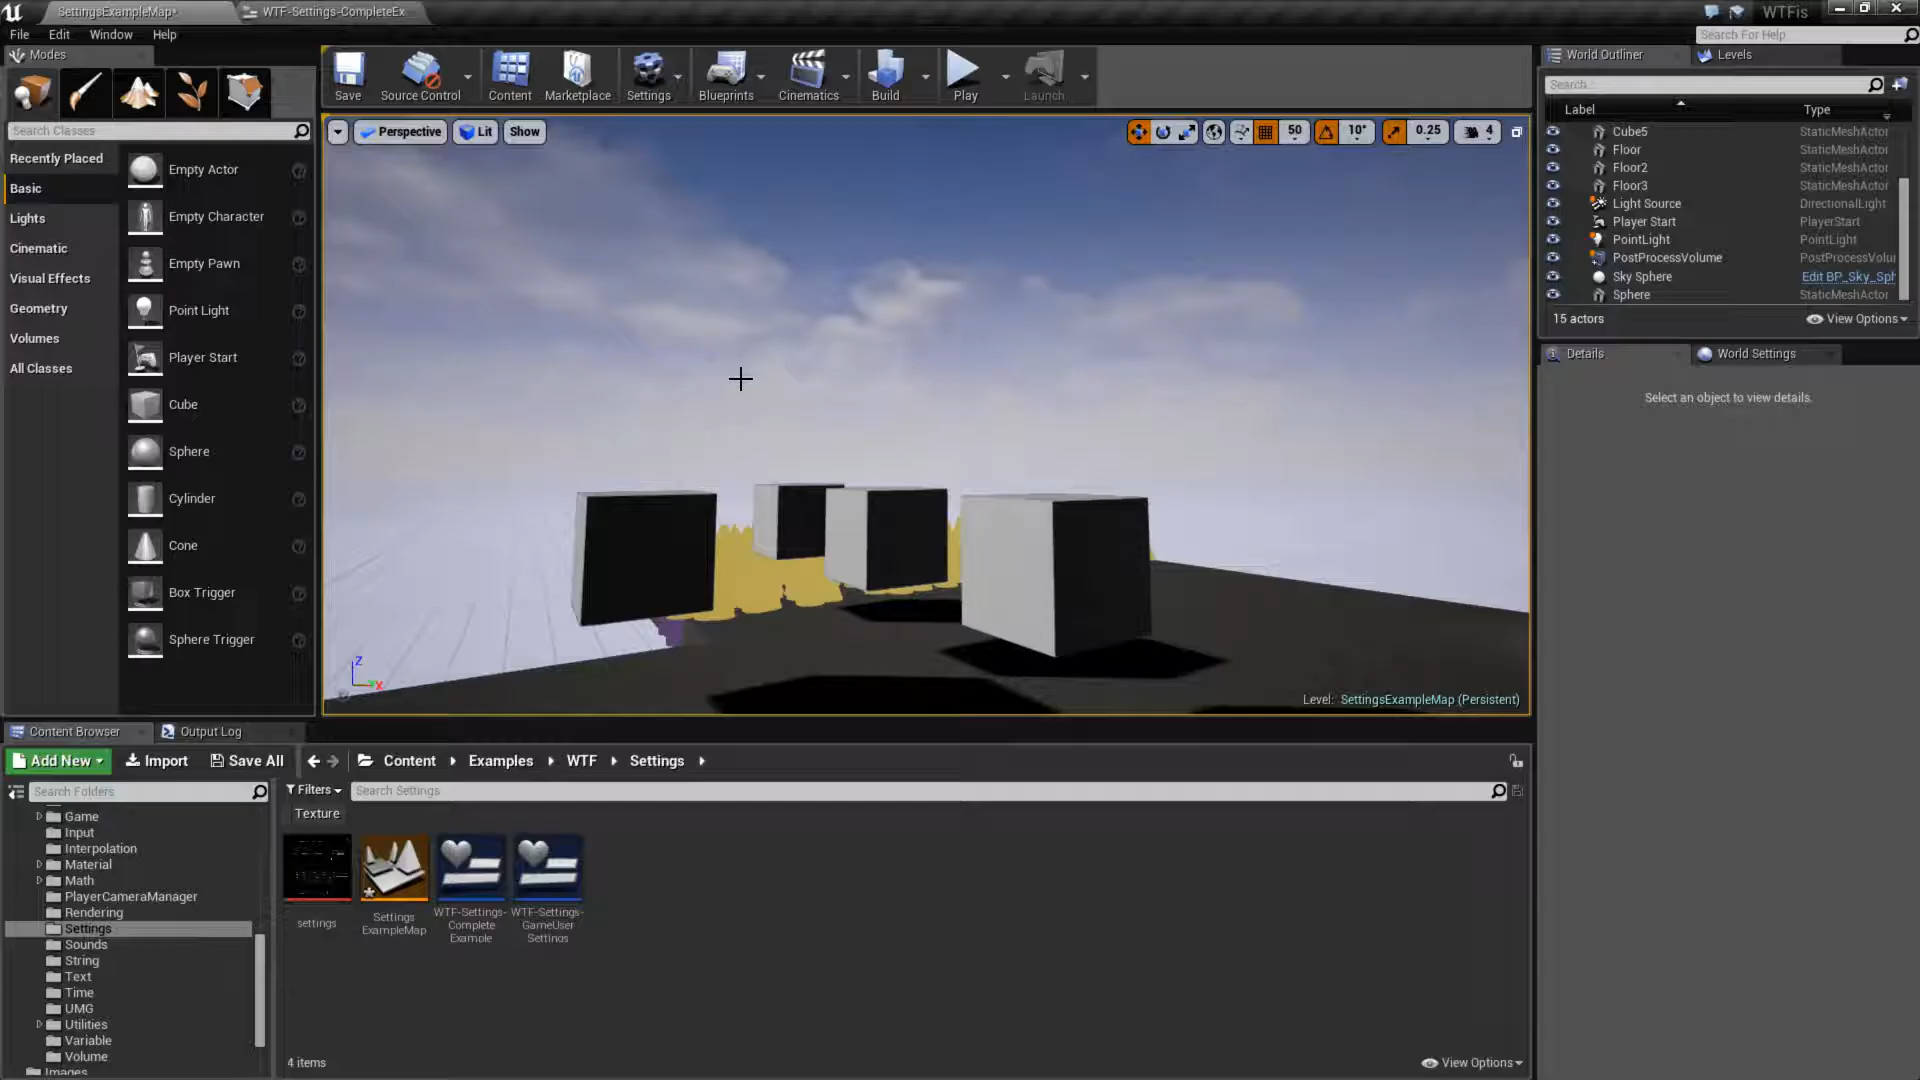 SettingsExampleMap*
WTF-Settings-CompleteEx
WTFis
File Edit Window Help
Search For Help
Modes
Save
Source Control
Content
Marketplace
Settings
Blueprints
Cinematics
Build
Play
Launch
World Outliner
Levels
Search...
Label Type
Cube5 StaticMeshActor
Floor StaticMeshActor
Floor2 StaticMeshActor
Floor3 StaticMeshActor
Light Source DirectionalLight
Player Start PlayerStart
PointLight PointLight
PostProcessVolume PostProcessVolu
Sky Sphere Edit BP_Sky_Sph
Sphere StaticMeshActor
15 actors
View Options
Details
World Settings
Select an object to view details.
Search Classes
Recently Placed
Basic
Lights
Cinematic
Visual Effects
Geometry
Volumes
All Classes
Empty Actor
Empty Character
Empty Pawn
Point Light
Player Start
Cube
Sphere
Cylinder
Cone
Box Trigger
Sphere Trigger
Perspective
Lit
Show
50
10°
0.25
4
Z
X
Level: SettingsExampleMap (Persistent)
Content Browser
Output Log
Add New
Import
Save All
Content
Examples
WTF
Settings
Search Folders
Filters
Search Settings
Texture
Game
Input
Interpolation
Material
Math
PlayerCameraManager
Rendering
Settings
Sounds
String
Text
Time
UMG
Utilities
Variable
Volume
Images
settings
Settings
ExampleMap
WTF-Settings-
Complete
Example
WTF-Settings-
GameUser
Settings
4 items
View Options